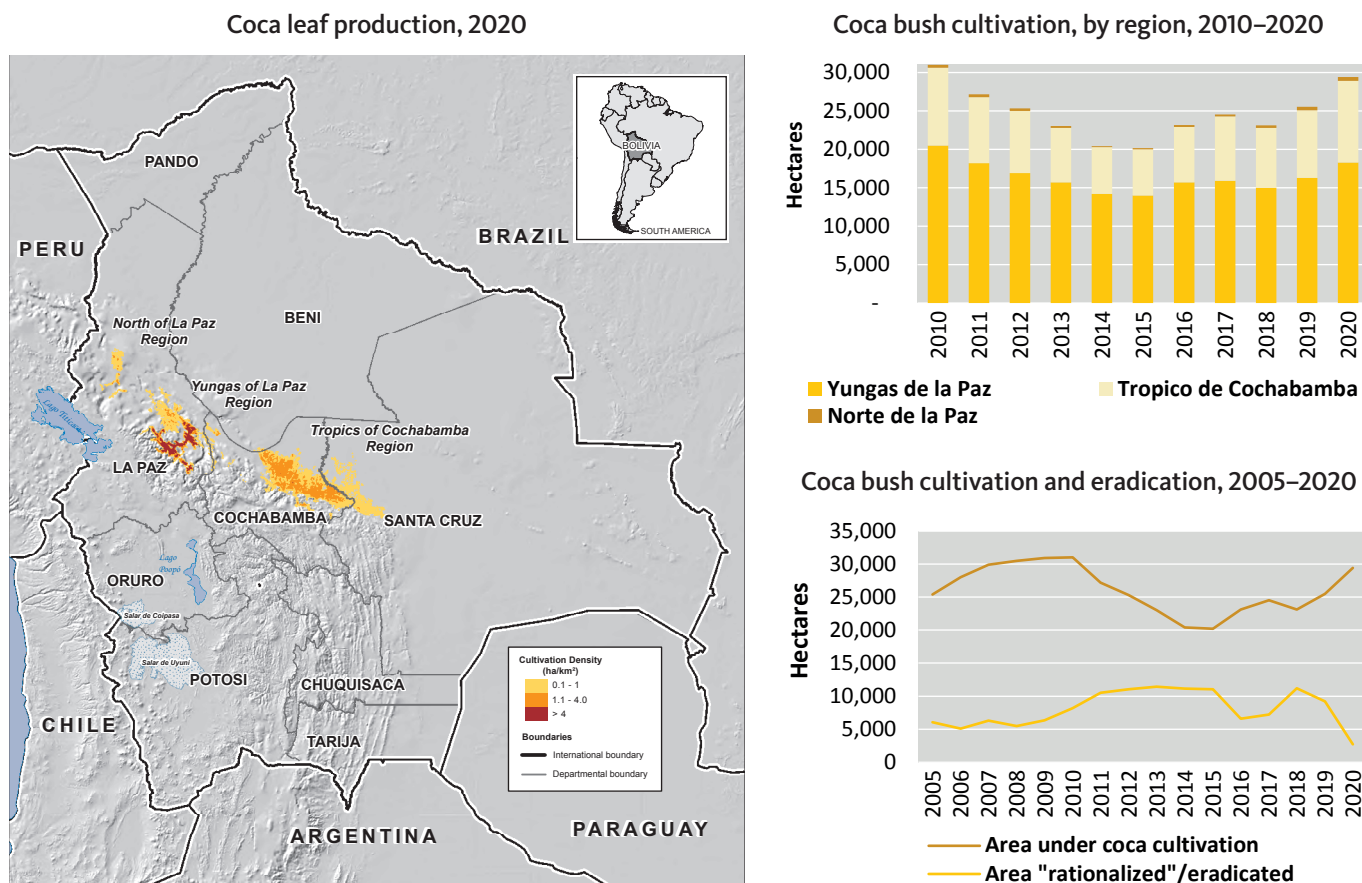 Coca leaf production, 2020
PANDO
BOLIVIA
SOUTH AMERICA
PERU
BRAZIL
BENI
North of La Paz
Region
Yungas of La Paz
Region
Lago Titicaca
Tropics of Cochabamba
Region
LA PAZ
COCHABAMBA
SANTA CRUZ
Lago
Poopó
ORURO
Salar de Coipasa
Salar de Uyuni
POTOSI
CHUQUISACA
TARIJA
CHILE
ARGENTINA
PARAGUAY
Cultivation Density
(ha/km²)
0.1 - 1
1.1 - 4.0
> 4
Boundaries
International boundary
Departmental boundary
Coca bush cultivation, by region, 2010–2020
Hectares
30,000
25,000
20,000
15,000
10,000
5,000
-
2010
2011
2012
2013
2014
2015
2016
2017
2018
2019
2020
Yungas de la Paz
Tropico de Cochabamba
Norte de la Paz
Coca bush cultivation and eradication, 2005–2020
Hectares
35,000
30,000
25,000
20,000
15,000
10,000
5,000
0
2005
2006
2007
2008
2009
2010
2011
2012
2013
2014
2015
2016
2017
2018
2019
2020
Area under coca cultivation
Area "rationalized"/eradicated